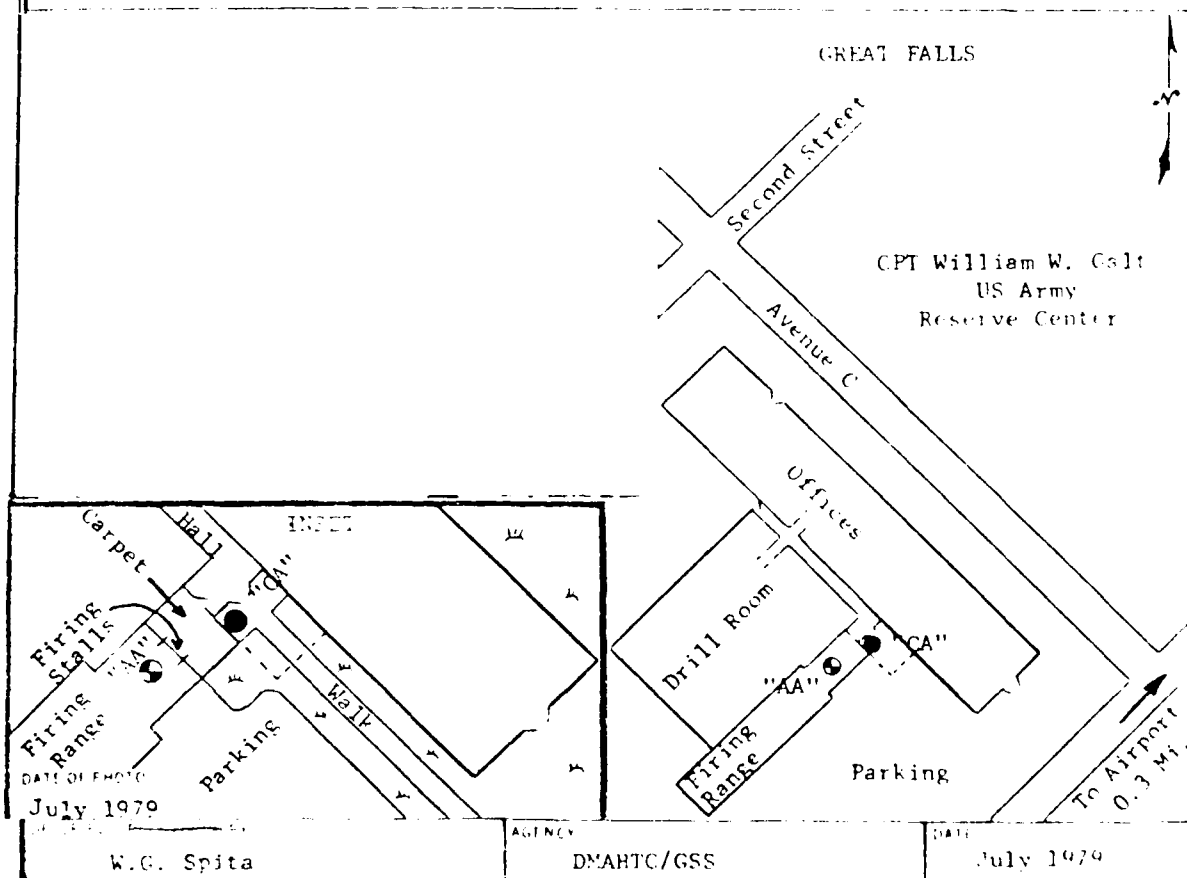 GREAT FALLS
N
Second Street
CPT William W. Galt
US Army
Reserve Center
Avenue C
Offices
Drill Room
"CA"
"AA"
Firing
Range
Parking
To Airport
0.3 Mi.
INSET
Carpet
Hall
"CA"
Firing
Stalls
"AA"
Firing
Range
Walk
Parking
DATE OF PHOTO
July 1979
W.G. Spita
AGENCY
DMAHTC/GSS
DATE
July 1979